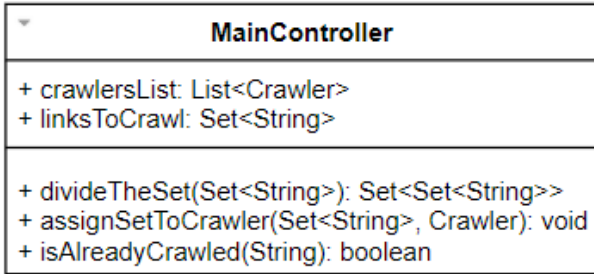 MainController
+ crawlersList: List<Crawler>
+ linksToCrawl: Set<String>
+ divideTheSet(Set<String>): Set<Set<String>>
+ assignSetToCrawler(Set<String>, Crawler): void
+ isAlreadyCrawled(String): boolean